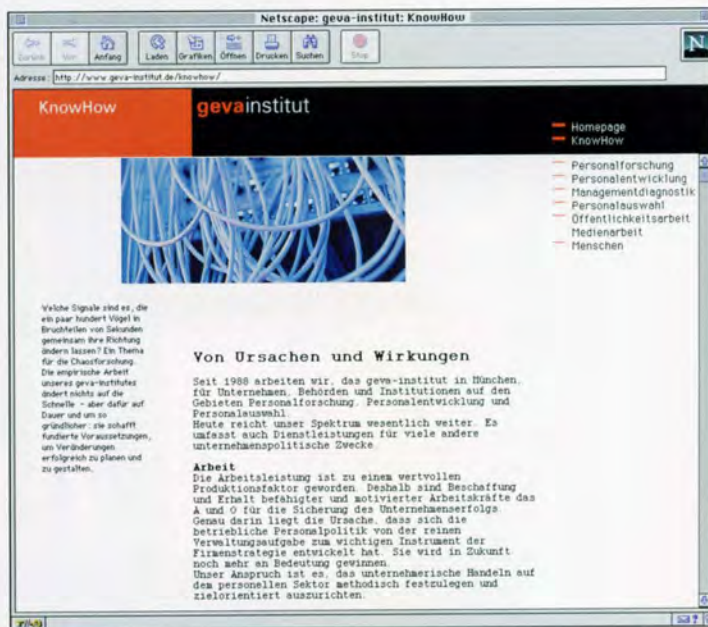 Netscape: geva-institut: KnowHow
Zurück Vor Anfang Laden Grafiken Öffnen Drucken Suchen Stop
N
Adresse: http://www.geva-institut.de/knowhow/
KnowHow
gevainstitut
Homepage
KnowHow
Personalforschung
Personalentwicklung
Managementdiagnostik
Personalauswahl
Öffentlichkeitsarbeit
Medienarbeit
Menschen
Welche Signale sind es, die
ein paar hundert Vögel in
Bruchteilen von Sekunden
gemeinsam ihre Richtung
ändern lassen? Ein Thema
für die Chaosforschung.
Die empirische Arbeit
unseres geva-institutes
ändert nichts auf die
Schnelle - aber dafür auf
Dauer und um so
gründlicher: sie schafft
fundierte Voraussetzungen,
um Veränderungen
erfolgreich zu planen und
zu gestalten.
Von Ursachen und Wirkungen
Seit 1988 arbeiten wir, das geva-institut in München,
für Unternehmen, Behörden und Institutionen auf den
Gebieten Personalforschung, Personalentwicklung und
Personalauswahl.
Heute reicht unser Spektrum wesentlich weiter. Es
umfasst auch Dienstleistungen für viele andere
unternehmenspolitische Zwecke.
Arbeit
Die Arbeitsleistung ist zu einem wertvollen
Produktionsfaktor geworden. Deshalb sind Beschaffung
und Erhalt befähigter und motivierter Arbeitskräfte das
A und O für die Sicherung des Unternehmenserfolgs.
Genau darin liegt die Ursache, dass sich die
betriebliche Personalpolitik von der reinen
Verwaltungsaufgabe zum wichtigen Instrument der
Firmenstrategie entwickelt hat. Sie wird in Zukunft
noch mehr an Bedeutung gewinnen.
Unser Anspruch ist es, das unternehmerische Handeln auf
dem personellen Sektor methodisch festzulegen und
zielorientiert auszurichten.